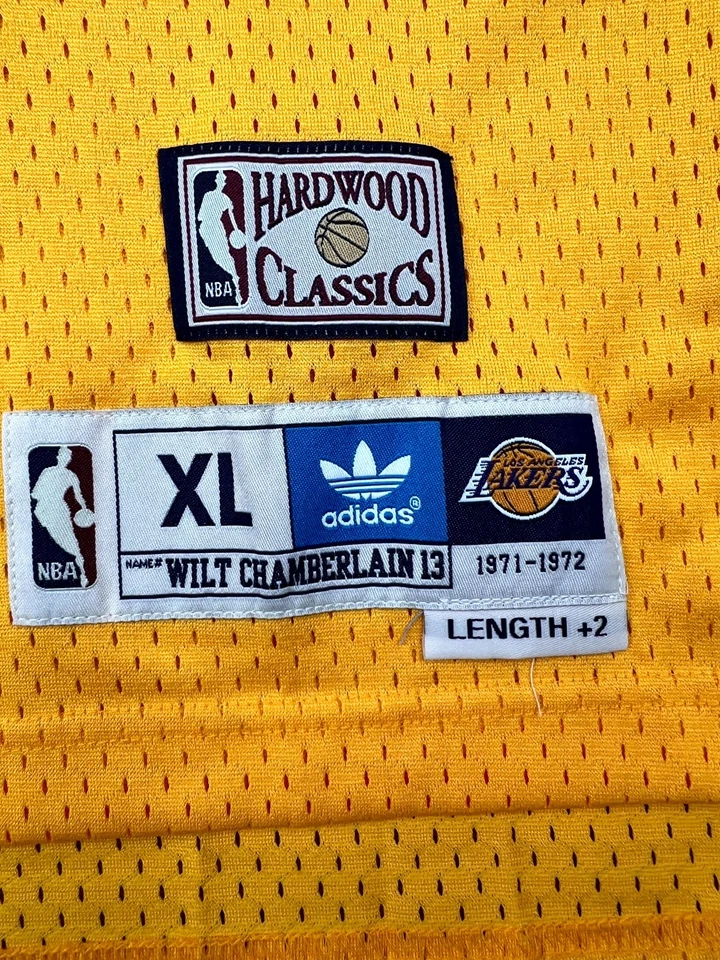 HARDWOOD
NBA
CLASSICS
XL
adidas®
LOS ANGELES
LAKERS
NBA
NAME# WILT CHAMBERLAIN 13
1971-1972
LENGTH +2